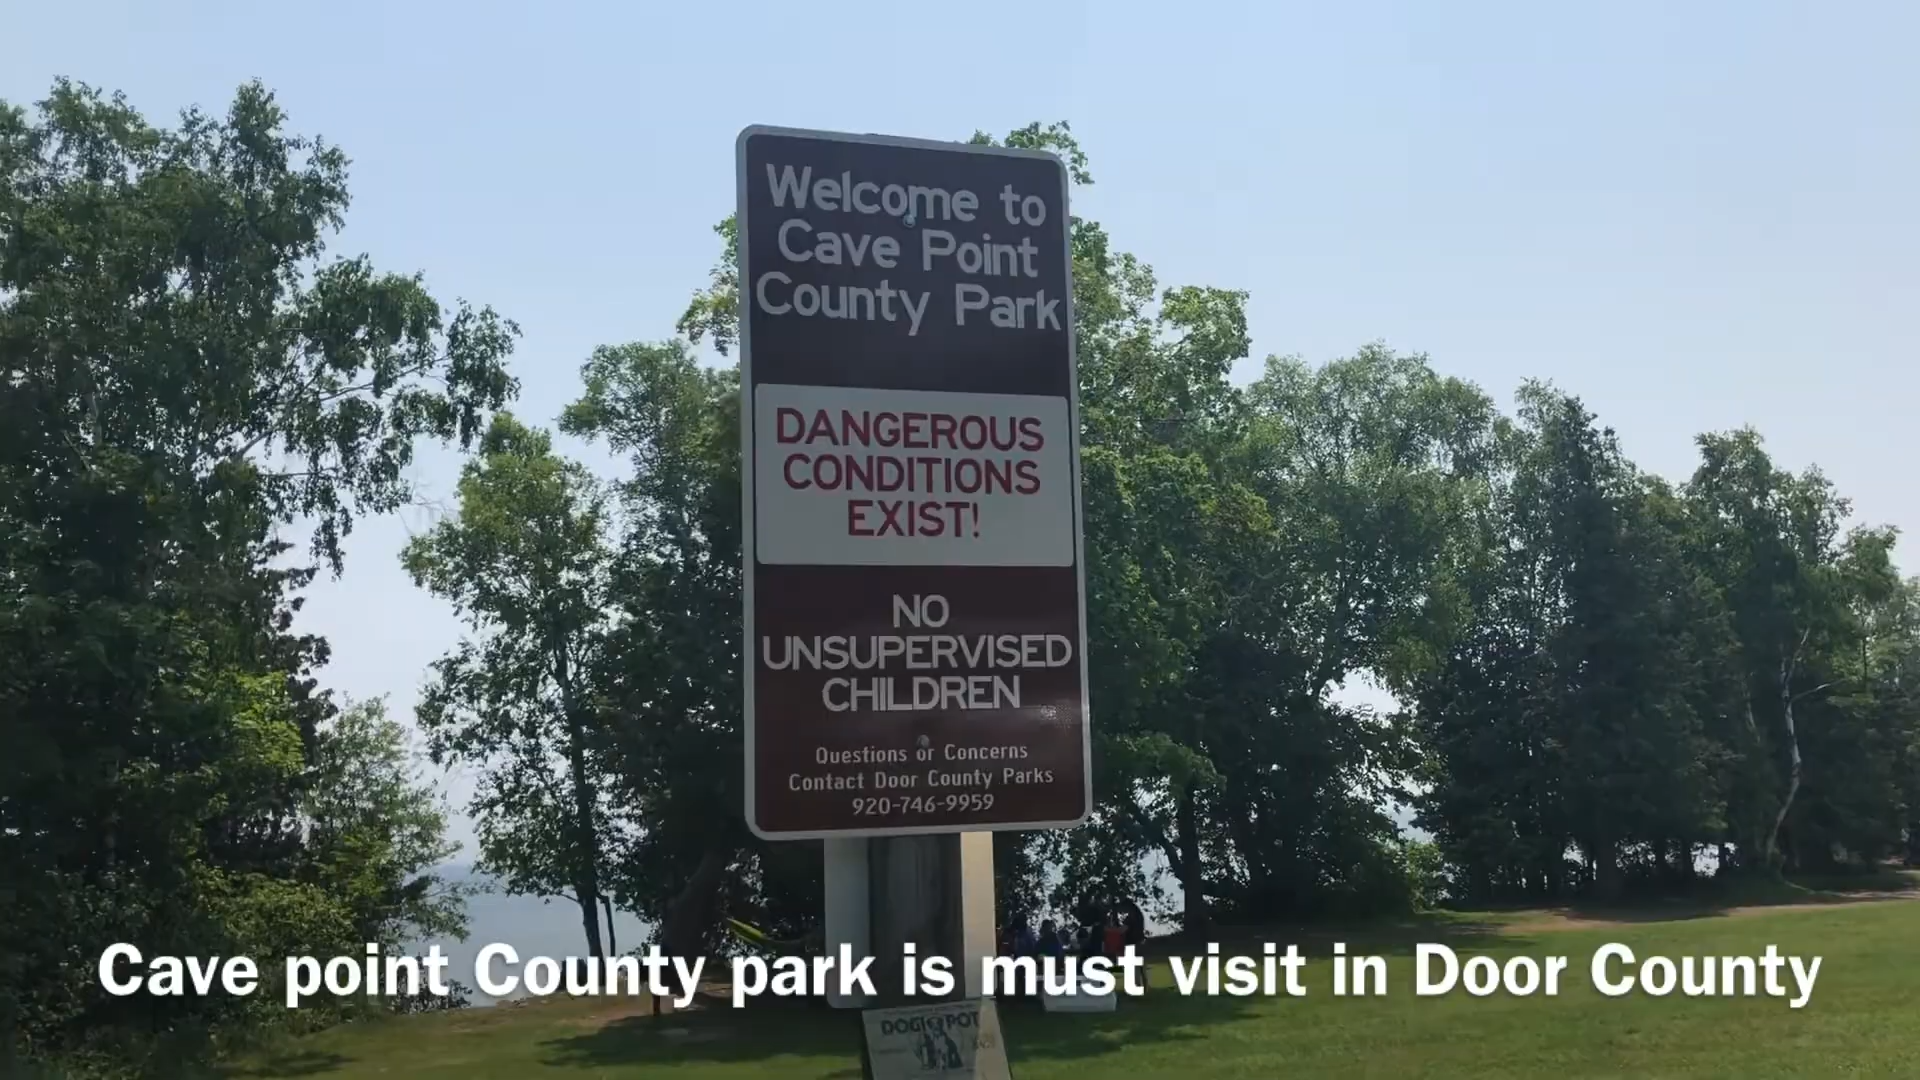 Welcome to
Cave Point
County Park
DANGEROUS
CONDITIONS
EXIST!
NO
UNSUPERVISED
CHILDREN
Questions or Concerns
Contact Door County Parks
920-746-9959
Cave point County park is must visit in Door County
DOGIPOT